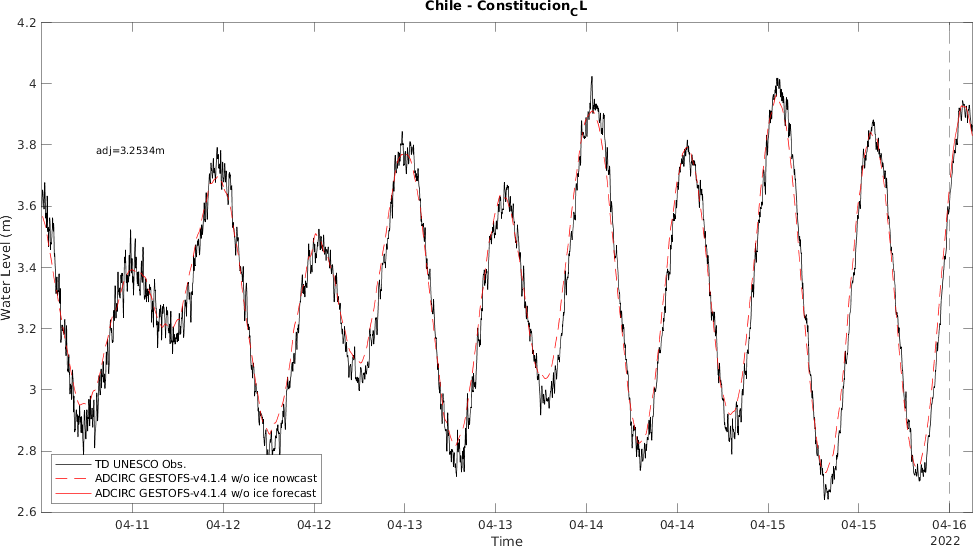 Chile - ConstitucionCL
4.2
4
3.8
3.6
3.4
3.2
3
2.8
2.6
Water Level (m)
adj=3.2534m
TD UNESCO Obs.
ADCIRC GESTOFS-v4.1.4 w/o ice nowcast
ADCIRC GESTOFS-v4.1.4 w/o ice forecast
04-11 04-12 04-12 04-13 04-13 04-14 04-14 04-15 04-15 04-16
Time 2022